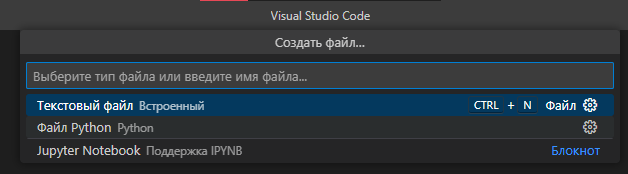 Visual Studio Code
Создать файл...
Выберите тип файла или введите имя файла...
Текстовый файл Встроенный CTRL + N Файл
Файл Python Python
Jupyter Notebook Поддержка IPYNB Блокнот